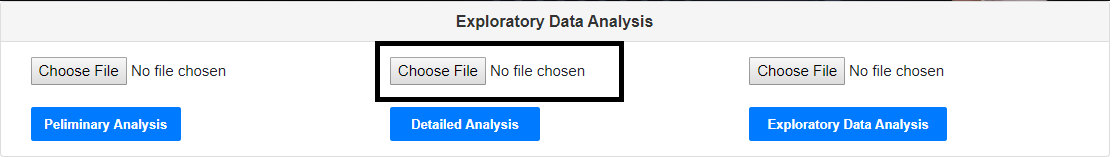 Exploratory Data Analysis
Choose File No file chosen Choose File No file chosen Choose File No file chosen
Peliminary Analysis Detailed Analysis Exploratory Data Analysis